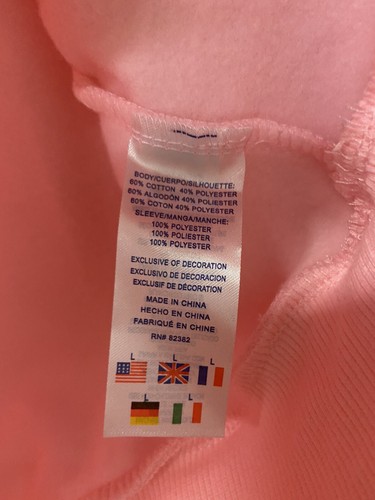 BODY/CUERPO/SILHOUETTE:
60% COTTON 40% POLYESTER
60% ALGODÓN 40% POLIESTER
60% COTON 40% POLYESTER
SLEEVE/MANGA/MANCHE:
100% POLYESTER
100% POLIESTER
100% POLYESTER
EXCLUSIVE OF DECORATION
EXCLUSIVO DE DECORACION
EXCLUSIF DE DÉCORATION
MADE IN CHINA
HECHO EN CHINA
FABRIQUÉ EN CHINE
RN# 82382
L L L
L L